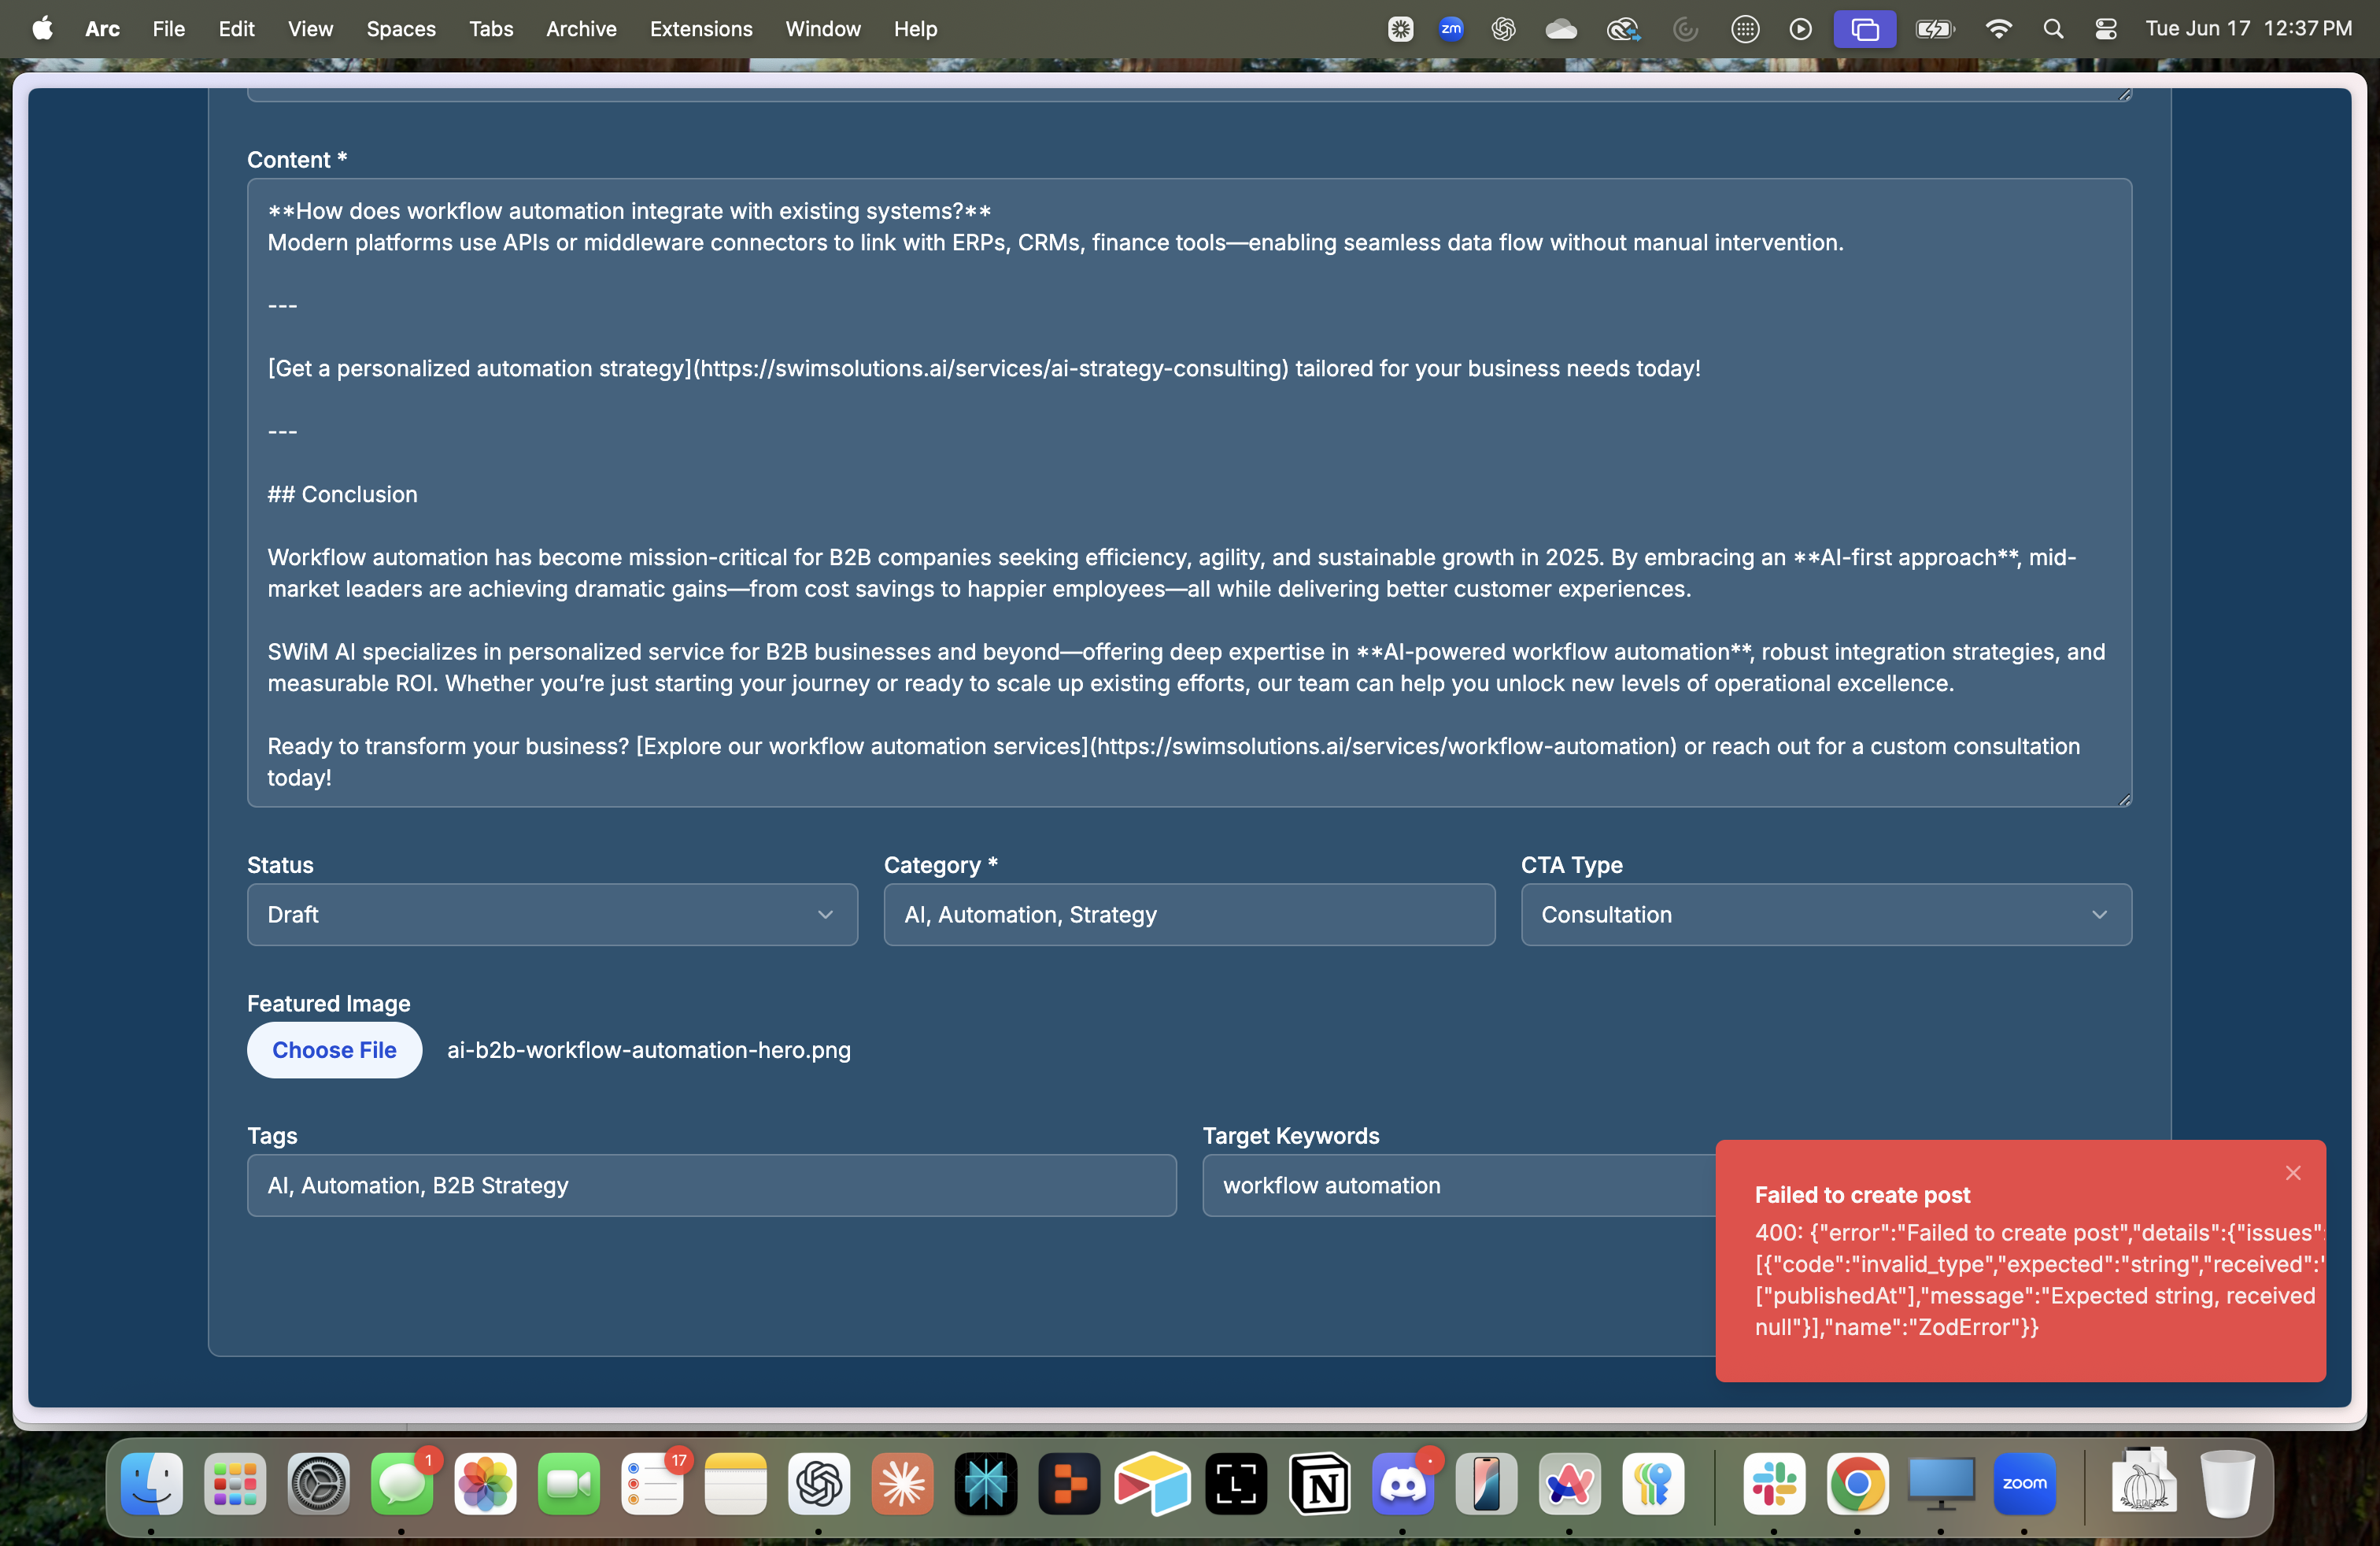 Arc File Edit View Spaces Tabs Archive Extensions Window Help zm Tue Jun 17 12:37 PM
Content *
**How does workflow automation integrate with existing systems?**
Modern platforms use APIs or middleware connectors to link with ERPs, CRMs, finance tools—enabling seamless data flow without manual intervention.
---
[Get a personalized automation strategy](https://swimsolutions.ai/services/ai-strategy-consulting) tailored for your business needs today!
---
## Conclusion
Workflow automation has become mission-critical for B2B companies seeking efficiency, agility, and sustainable growth in 2025. By embracing an **AI-first approach**, mid-
market leaders are achieving dramatic gains—from cost savings to happier employees—all while delivering better customer experiences.
SWiM AI specializes in personalized service for B2B businesses and beyond—offering deep expertise in **AI-powered workflow automation**, robust integration strategies, and
measurable ROI. Whether you’re just starting your journey or ready to scale up existing efforts, our team can help you unlock new levels of operational excellence.
Ready to transform your business? [Explore our workflow automation services](https://swimsolutions.ai/services/workflow-automation) or reach out for a custom consultation
today!
Status Category * CTA Type
Draft AI, Automation, Strategy Consultation
Featured Image
Choose File ai-b2b-workflow-automation-hero.png
Tags Target Keywords
AI, Automation, B2B Strategy workflow automation
Failed to create post
400: {"error":"Failed to create post","details":{"issues":
[{"code":"invalid_type","expected":"string","received":"
["publishedAt"],"message":"Expected string, received
null"}],"name":"ZodError"}}
1 17 L N zoom